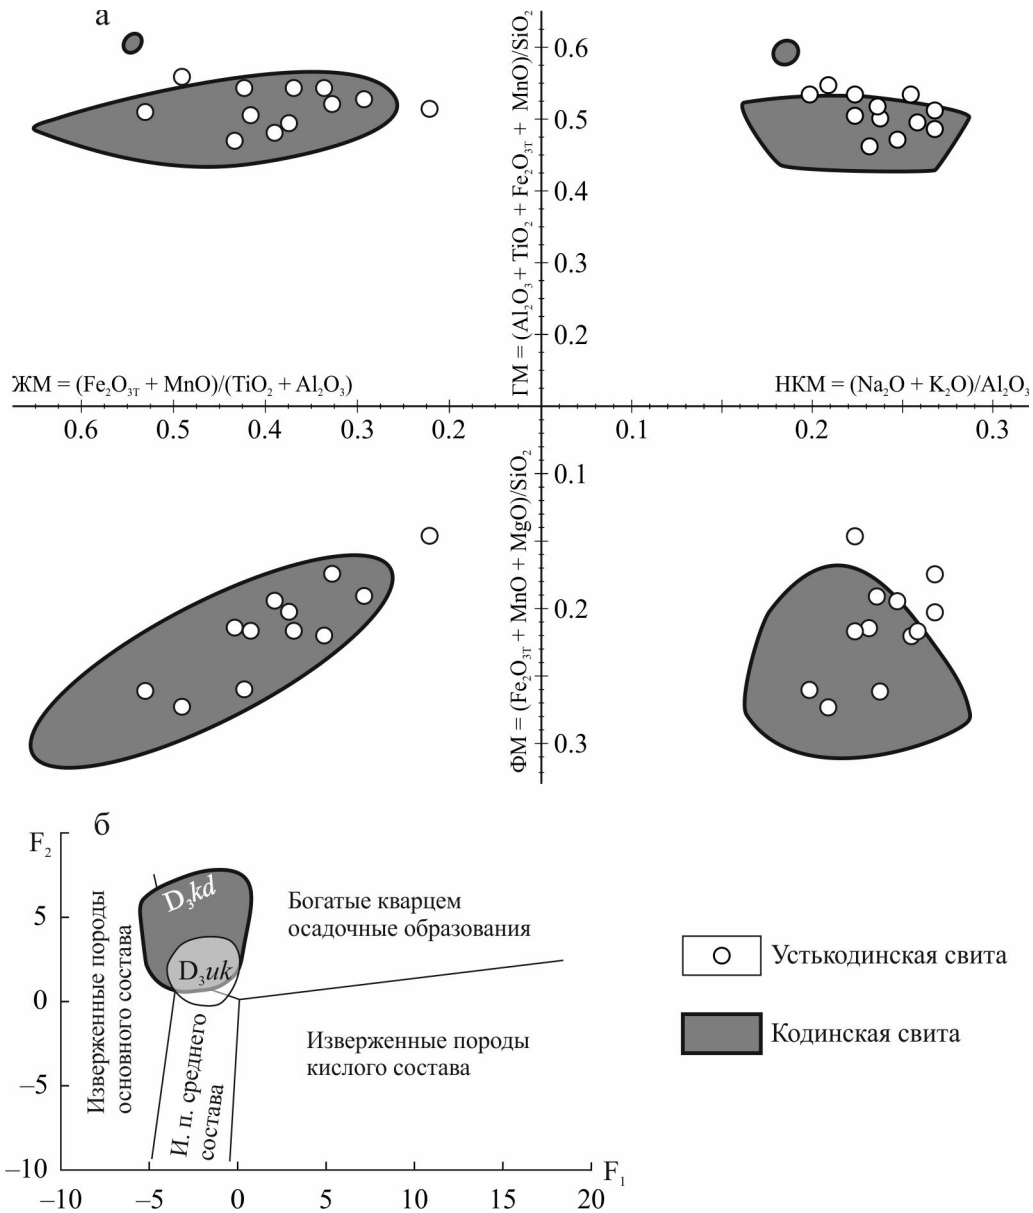 а
0.6
0.5
0.4
0.3
0.2
ГМ = (Al₂O₃ + TiO₂ + Fe₂O₃T + MnO)/SiO₂
ЖМ = (Fe₂O₃T + MnO)/(TiO₂ + Al₂O₃)
НКМ = (Na₂O + K₂O)/Al₂O₃
0.6 0.5 0.4 0.3 0.2
0.1 0.2 0.3
0.1
0.2
0.3
ФМ = (Fe₂O₃T + MnO + MgO)/SiO₂
б
F₂
5
0
–5
–10
–10 –5 0 5 10 15 20
F₁
Изверженные породы
основного состава
D₃kd
D₃uk
Богатые кварцем
осадочные образования
И. п. среднего
состава
Изверженные породы
кислого состава
Устькодинская свита
Кодинская свита